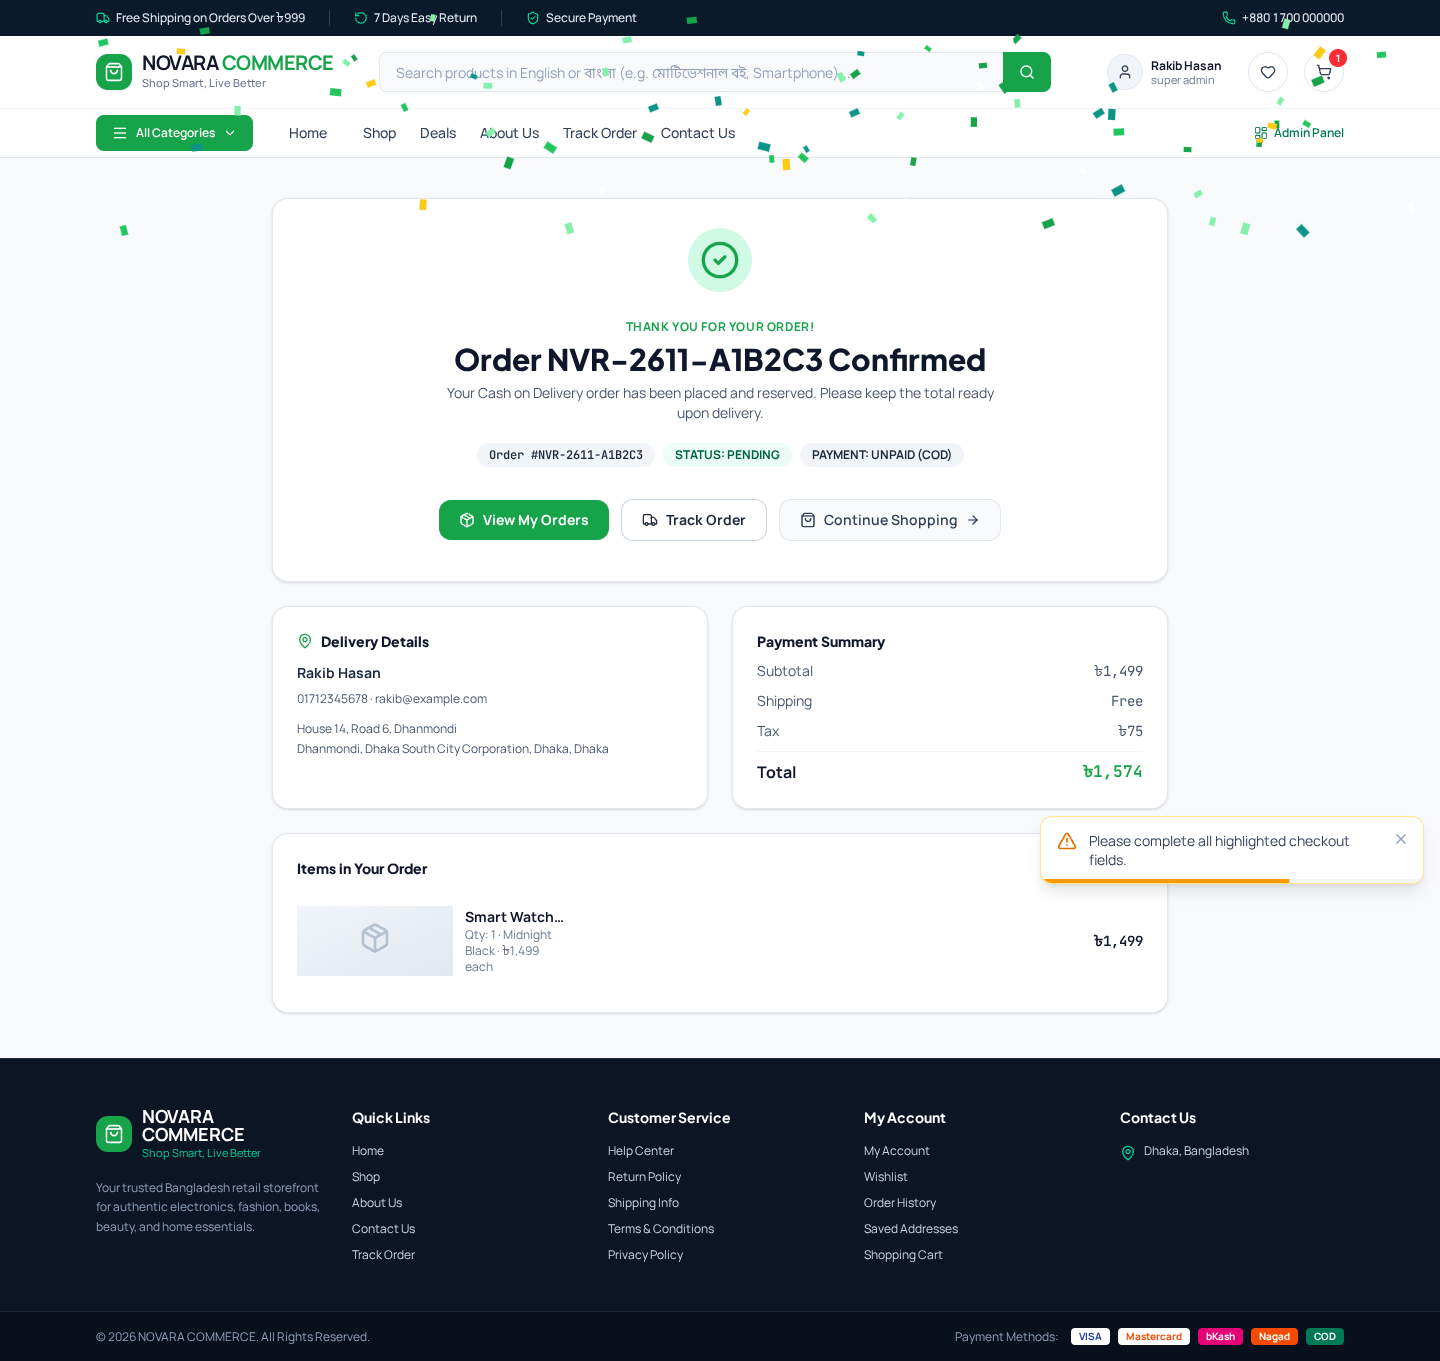 Free Shipping on Orders Over ৳999
7 Days Easy Return
Secure Payment
+880 1700 000000
NOVARA COMMERCE
Shop Smart, Live Better
Search products in English or বাংলা (e.g. মোটিভেশনাল বই, Smartphone)...
Rakib Hasan
super admin
1
All Categories
Home
Shop
Deals
About Us
Track Order
Contact Us
Admin Panel
THANK YOU FOR YOUR ORDER!
Order NVR-2611-A1B2C3 Confirmed
Your Cash on Delivery order has been placed and reserved. Please keep the total ready
upon delivery.
Order #NVR-2611-A1B2C3
STATUS: PENDING
PAYMENT: UNPAID (COD)
View My Orders
Track Order
Continue Shopping
Delivery Details
Rakib Hasan
01712345678 · rakib@example.com
House 14, Road 6, Dhanmondi
Dhanmondi, Dhaka South City Corporation, Dhaka, Dhaka
Payment Summary
Subtotal ৳1,499
Shipping Free
Tax ৳75
Total ৳1,574
Please complete all highlighted checkout
fields.
Items in Your Order
Smart Watch...
Qty: 1 · Midnight
Black · ৳1,499
each
৳1,499
NOVARA
COMMERCE
Shop Smart, Live Better
Your trusted Bangladesh retail storefront
for authentic electronics, fashion, books,
beauty, and home essentials.
Quick Links
Home
Shop
About Us
Contact Us
Track Order
Customer Service
Help Center
Return Policy
Shipping Info
Terms & Conditions
Privacy Policy
My Account
My Account
Wishlist
Order History
Saved Addresses
Shopping Cart
Contact Us
Dhaka, Bangladesh
© 2026 NOVARA COMMERCE. All Rights Reserved.
Payment Methods:
VISA
Mastercard
bKash
Nagad
COD